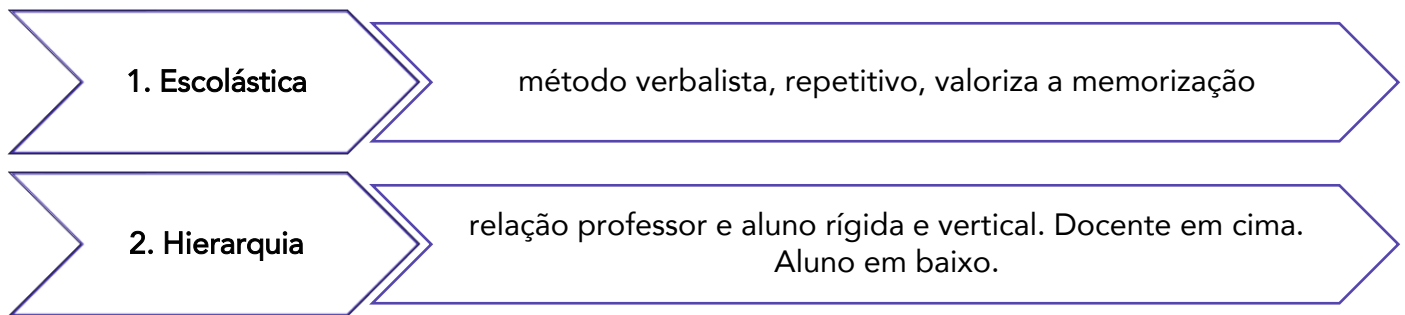 1. Escolástica
método verbalista, repetitivo, valoriza a memorização
2. Hierarquia
relação professor e aluno rígida e vertical. Docente em cima.
Aluno em baixo.